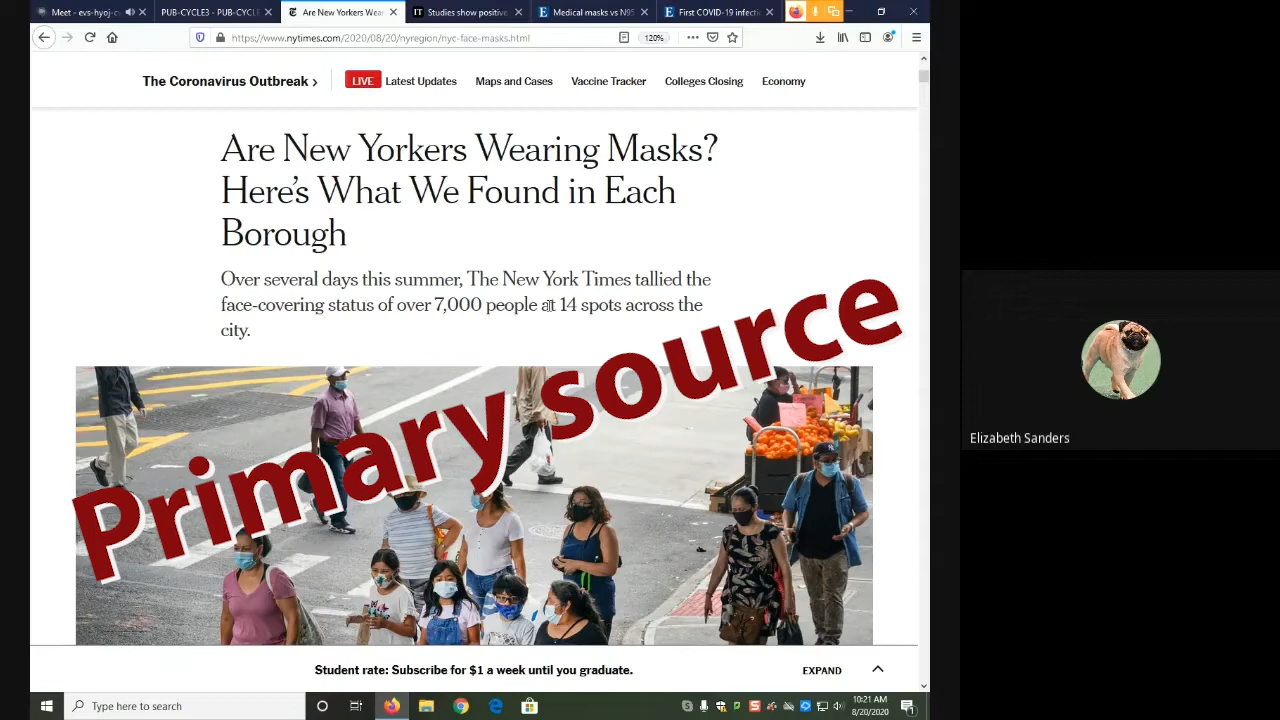 Meet - evs-hyoj-c
PUB-CYCLE3 - PUB-CYCL
Are New Yorkers Wear
Studies show positive
Medical masks vs N95
First COVID-19 infecti
https://www.nytimes.com/2020/08/20/nyregion/nyc-face-masks.html
120%
The Coronavirus Outbreak ›
LIVE Latest Updates Maps and Cases Vaccine Tracker Colleges Closing Economy
Are New Yorkers Wearing Masks?
Here's What We Found in Each
Borough
Over several days this summer, The New York Times tallied the
face-covering status of over 7,000 people at 14 spots across the
city.
Primary source
Elizabeth Sanders
Student rate: Subscribe for $1 a week until you graduate.
EXPAND
Type here to search
10:21 AM
8/20/2020
1